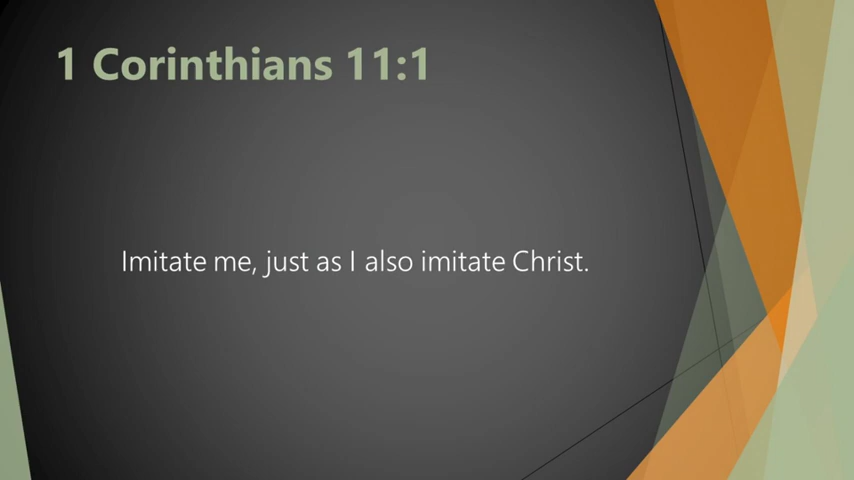 1 Corinthians 11:1
Imitate me, just as I also imitate Christ.